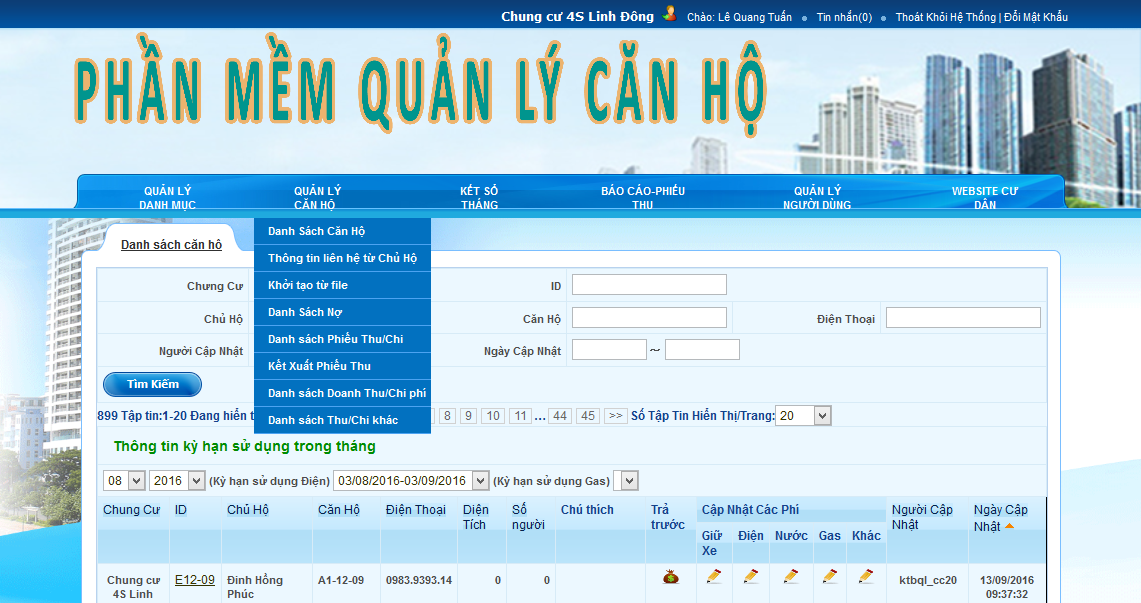 Chung cư 4S Linh Đông Chào: Lê Quang Tuấn Tin nhắn(0) Thoát Khỏi Hệ Thống | Đổi Mật Khẩu
PHẦN MỀM QUẢN LÝ CĂN HỘ
QUẢN LÝ DANH MỤC
QUẢN LÝ CĂN HỘ
KẾT SỔ THÁNG
BÁO CÁO-PHIẾU THU
QUẢN LÝ NGƯỜI DÙNG
WEBSITE CƯ DÂN
Danh sách căn hộ
Danh Sách Căn Hộ
Thông tin liên hệ từ Chủ Hộ
Khởi tạo từ file
Danh Sách Nợ
Danh sách Phiếu Thu/Chi
Kết Xuất Phiếu Thu
Danh sách Doanh Thu/Chi phí
Danh sách Thu/Chi khác
Chưng Cư ID
Chủ Hộ Căn Hộ Điện Thoại
Người Cập Nhật Ngày Cập Nhật ~
Tìm Kiếm
899 Tập tin:1-20 Đang hiển 8 9 10 11 ... 44 45 >> Số Tập Tin Hiển Thị/Trang: 20
Thông tin kỳ hạn sử dụng trong tháng
08 2016 (Kỳ hạn sử dụng Điện) 03/08/2016-03/09/2016 (Kỳ hạn sử dụng Gas)
Chung Cư ID Chủ Hộ Căn Hộ Điện Thoại Diện Tích Số người Chú thích Trả trước Cập Nhật Các Phí Người Cập Nhật Ngày Cập Nhật
Giữ Xe Điện Nước Gas Khác
Chung cư 4S Linh E12-09 Đinh Hồng Phúc A1-12-09 0983.9393.14 0 0 ktbql_cc20 13/09/2016 09:37:32